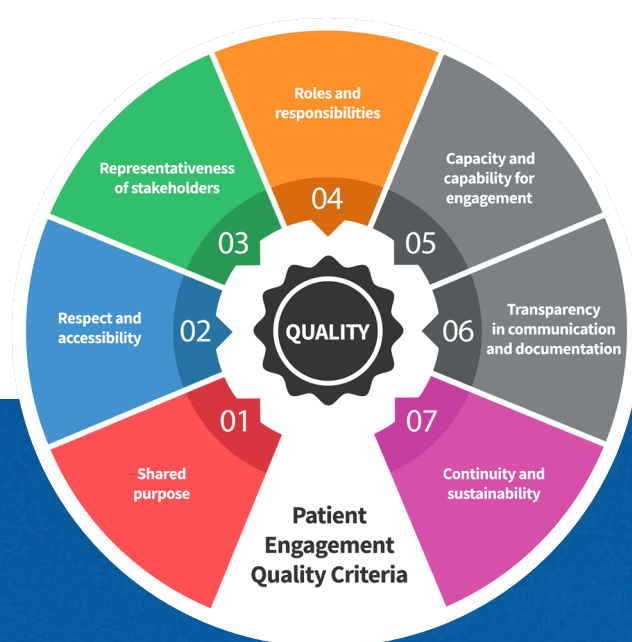 Patient
Engagement
Quality Criteria
QUALITY
01
Shared
purpose
02
Respect and
accessibility
03
Representativeness
of stakeholders
04
Roles and
responsibilities
05
Capacity and
capability for
engagement
06
Transparency
in communication
and documentation
07
Continuity and
sustainability